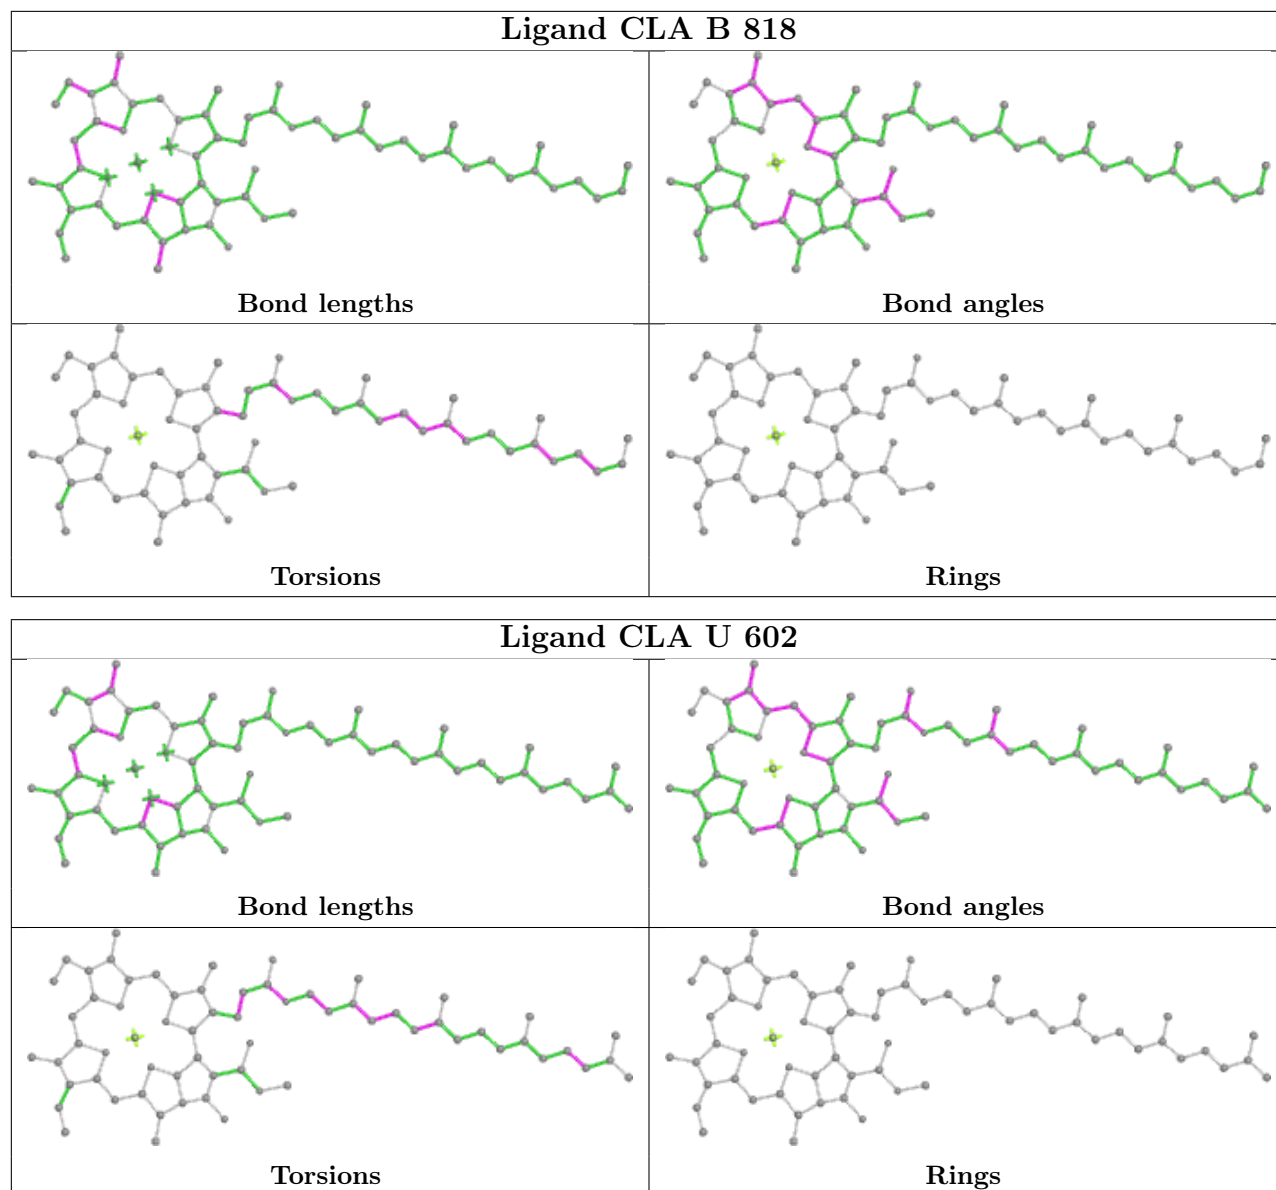 Ligand CLA B 818
Bond lengths
Bond angles
Torsions
Rings
Ligand CLA U 602
Bond lengths
Bond angles
Torsions
Rings